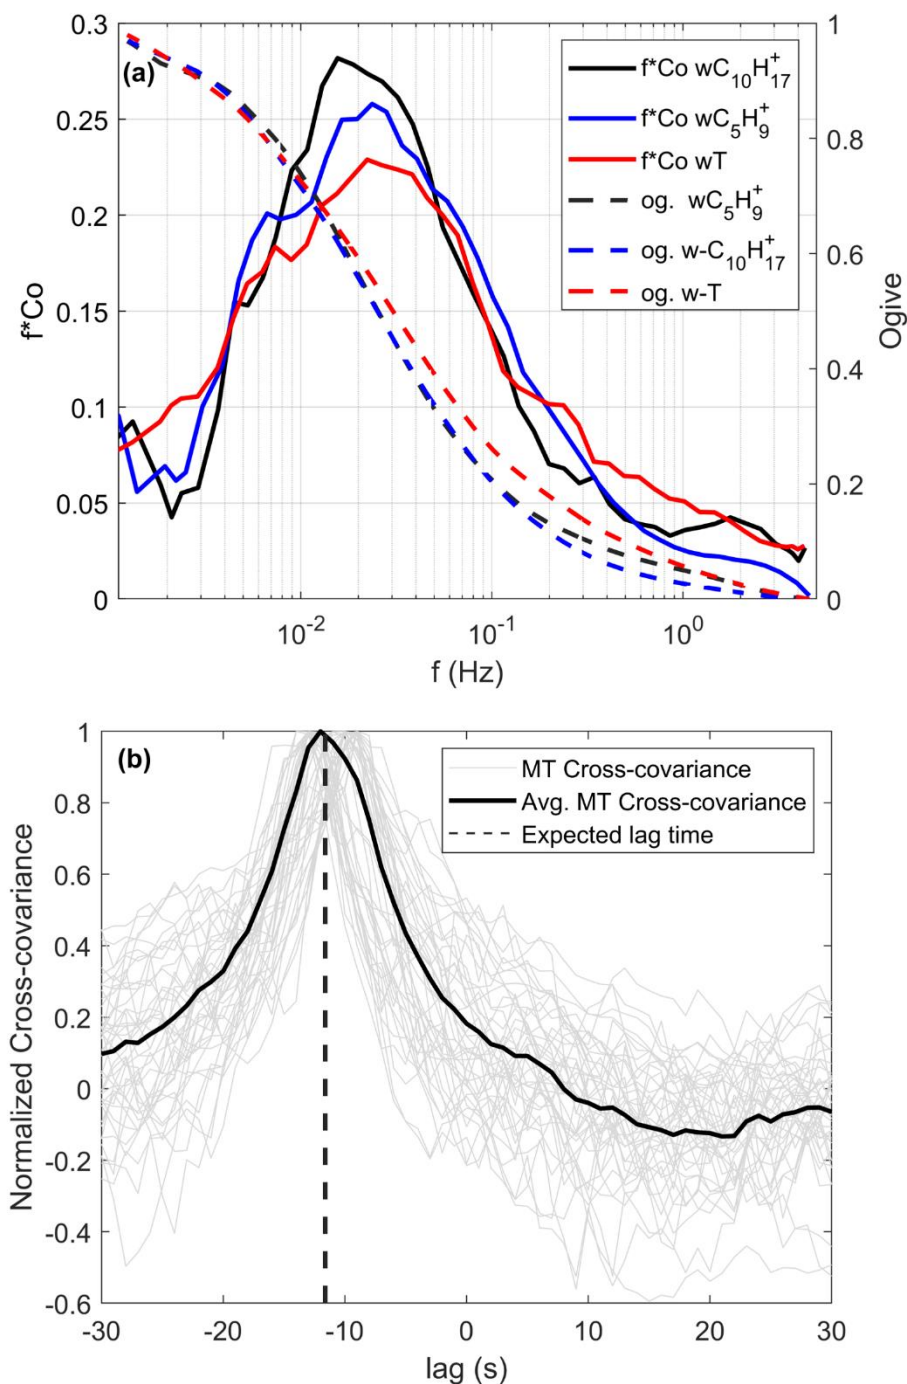 0.3
0.25
0.2
0.15
0.1
0.05
0
f*Co
(a)
f*Co wC₁₀H₁₇⁺
f*Co wC₅H₉⁺
f*Co wT
og.  wC₅H₉⁺
og. w-C₁₀H₁₇⁺
og. w-T
1
0.8
0.6
0.4
0.2
0
Ogive
10⁻² 10⁻¹ 10⁰
f (Hz)
(b)
1
0.8
0.6
0.4
0.2
0
-0.2
-0.4
-0.6
Normalized Cross-covariance
MT Cross-covariance
Avg. MT Cross-covariance
Expected lag time
-30 -20 -10 0 10 20 30
lag (s)